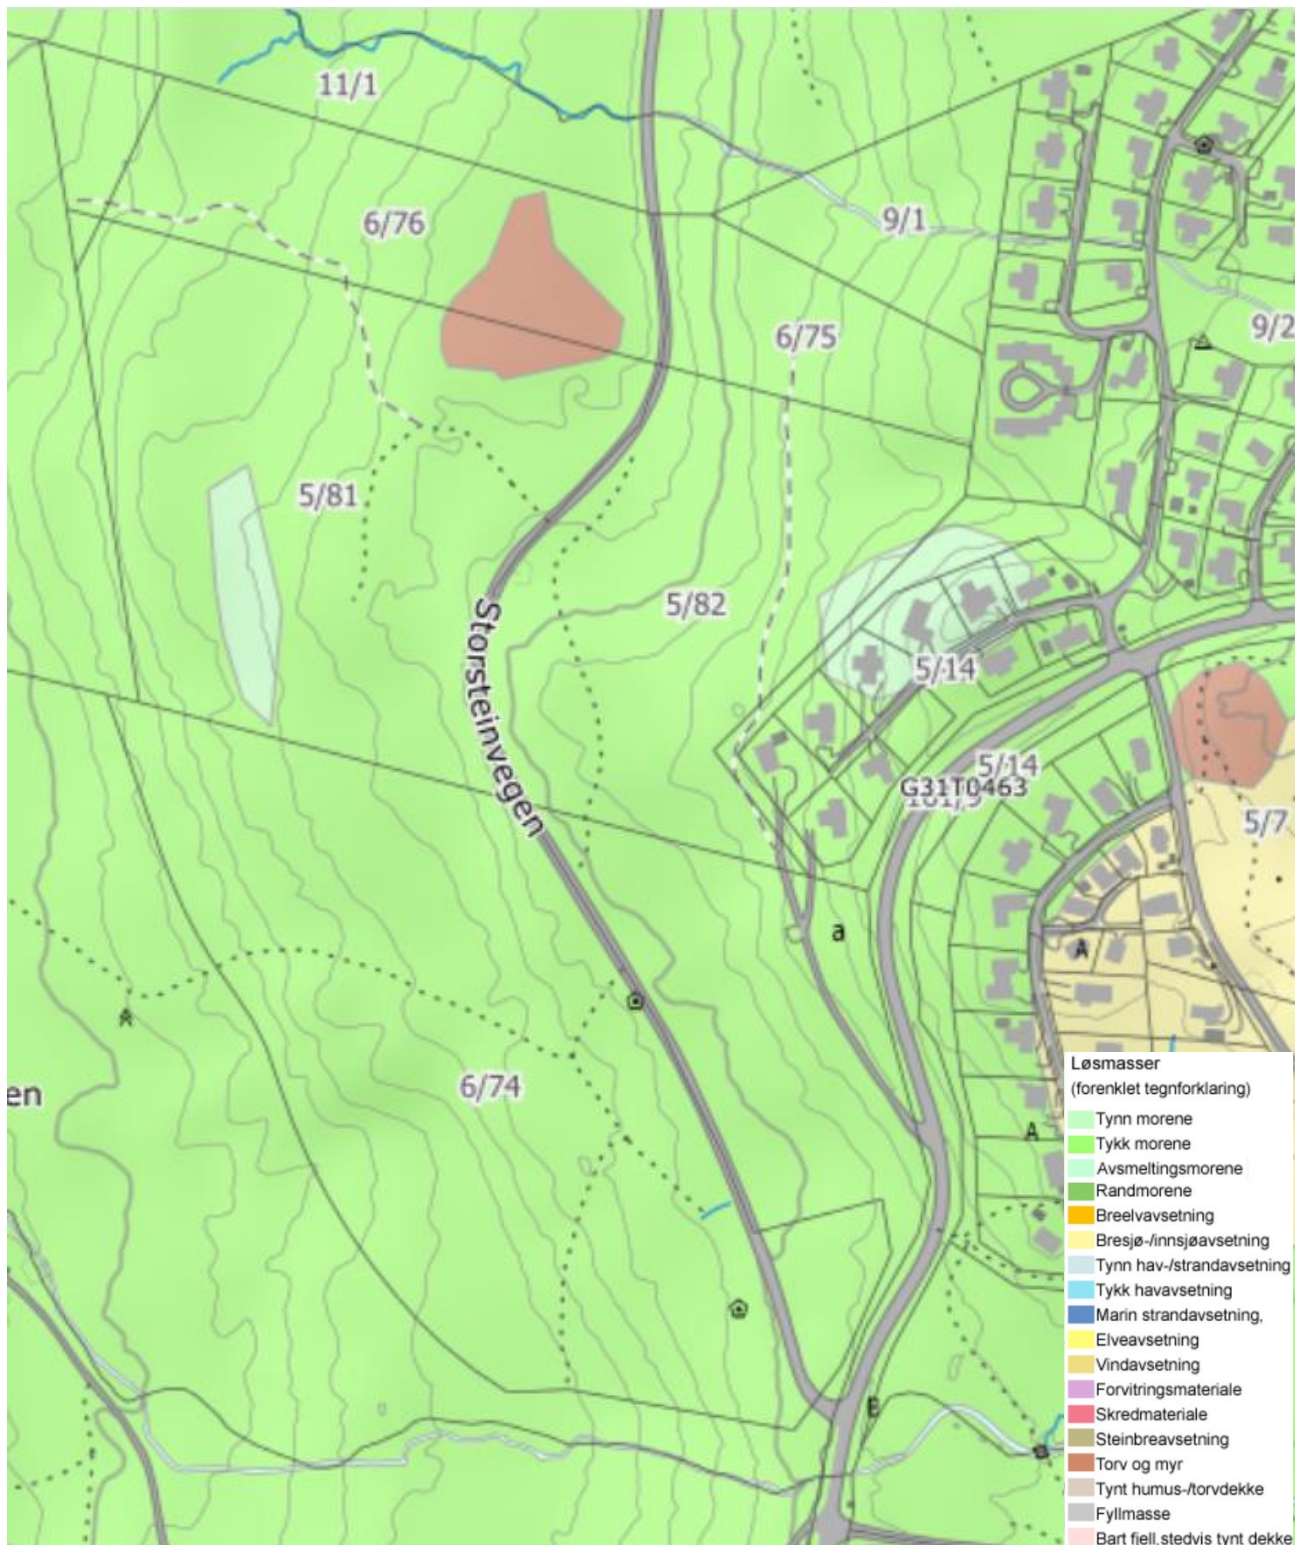 11/1
6/76
9/1
9/2
6/75
5/81
5/82
Storsteinvegen
5/14
5/14
G31T0463
5/7
a
A
A
6/74
en
A
B
Løsmasser
(forenklet tegnforklaring)
Tynn morene
Tykk morene
Avsmeltingsmorene
Randmorene
Breelvavsetning
Bresjø-/innsjøavsetning
Tynn hav-/strandavsetning
Tykk havavsetning
Marin strandavsetning,
Elveavsetning
Vindavsetning
Forvitringsmateriale
Skredmateriale
Steinbreavsetning
Torv og myr
Tynt humus-/torvdekke
Fyllmasse
Bart fjell,stedvis tynt dekke